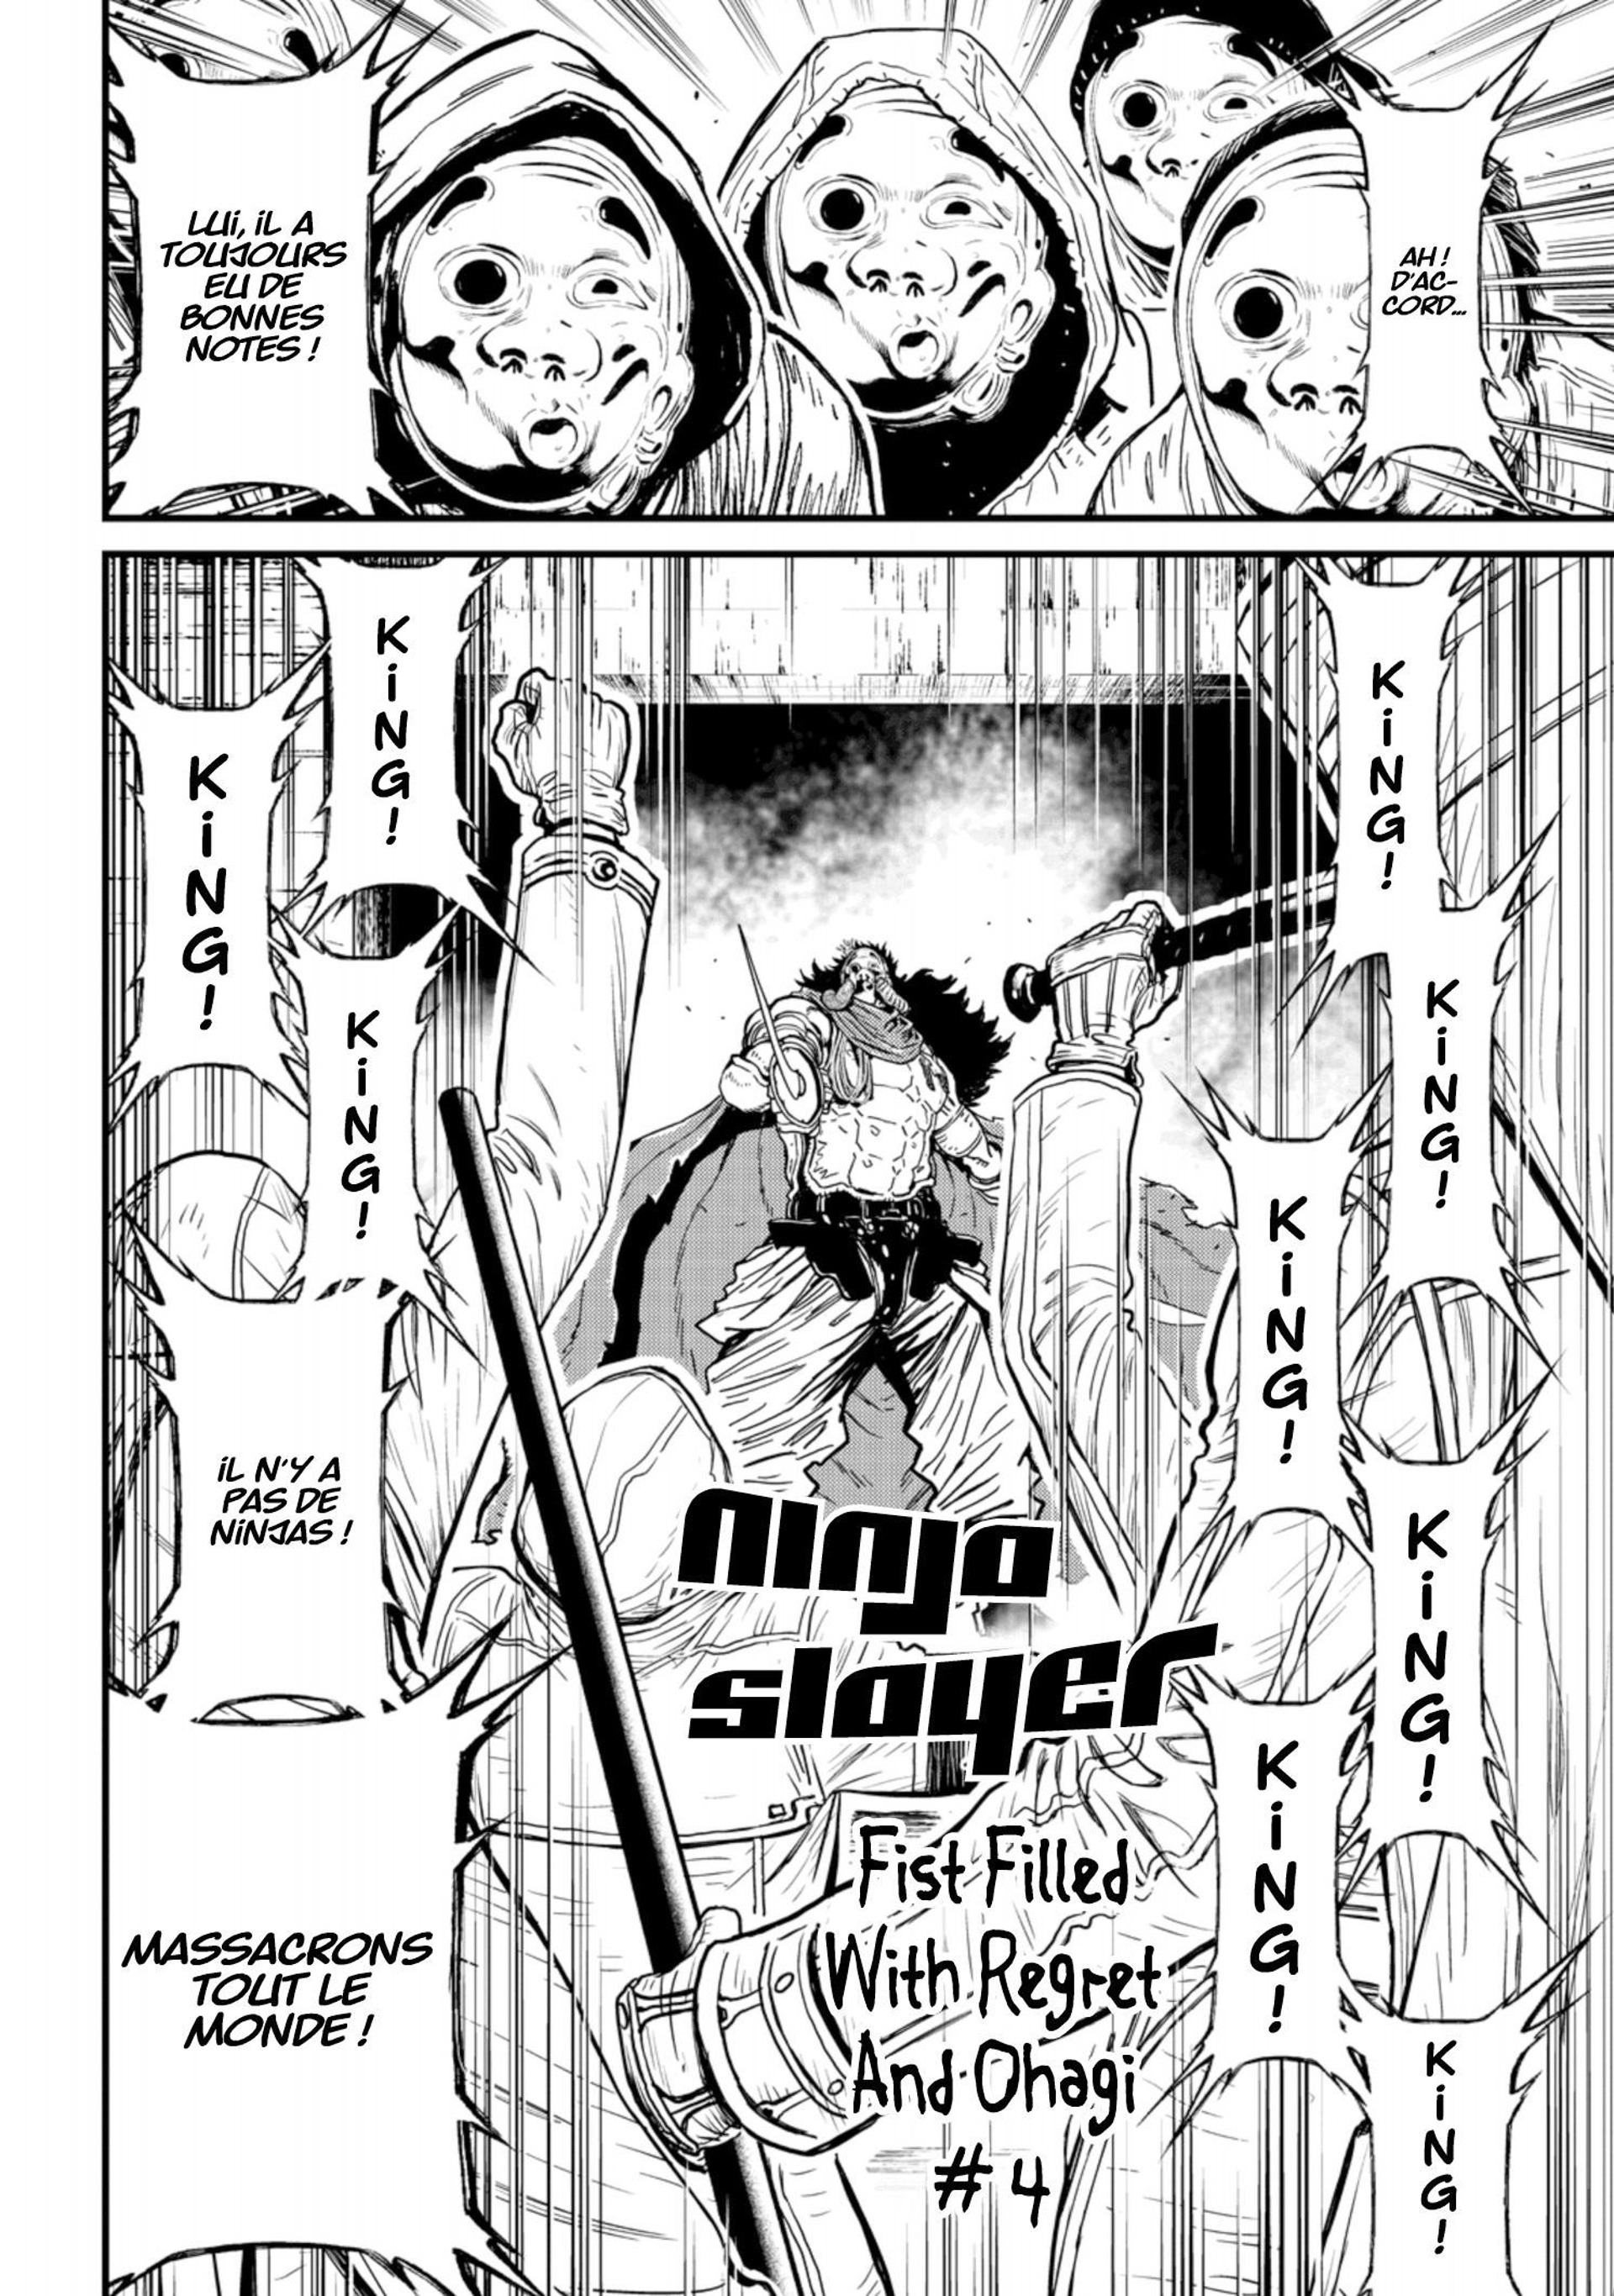 AH !
D'AC-
CORD...
LUI, IL A
TOUJOURS
EU DE
BONNES
NOTES !
KING !
KING !
KING !
KING !
KING !
KING !
KING !
KING !
KING !
KING !
IL N'Y A
PAS DE
NINJAS !
MASSACRONS
TOUT LE
MONDE !
ninja
slayer
Fist Filled
With Regret
And Ohagi
# 4